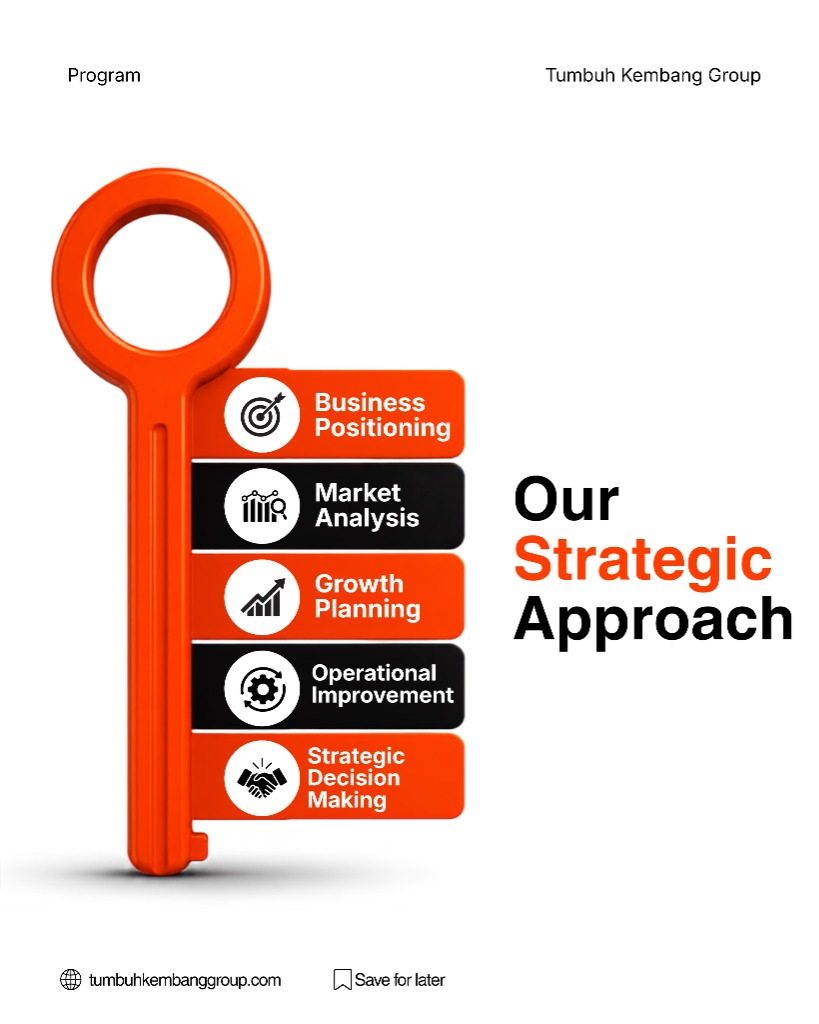 Program
Tumbuh Kembang Group
Business
Positioning
Market
Analysis
Growth
Planning
Operational
Improvement
Strategic
Decision
Making
Our
Strategic
Approach
tumbuhkembanggroup.com
Save for later